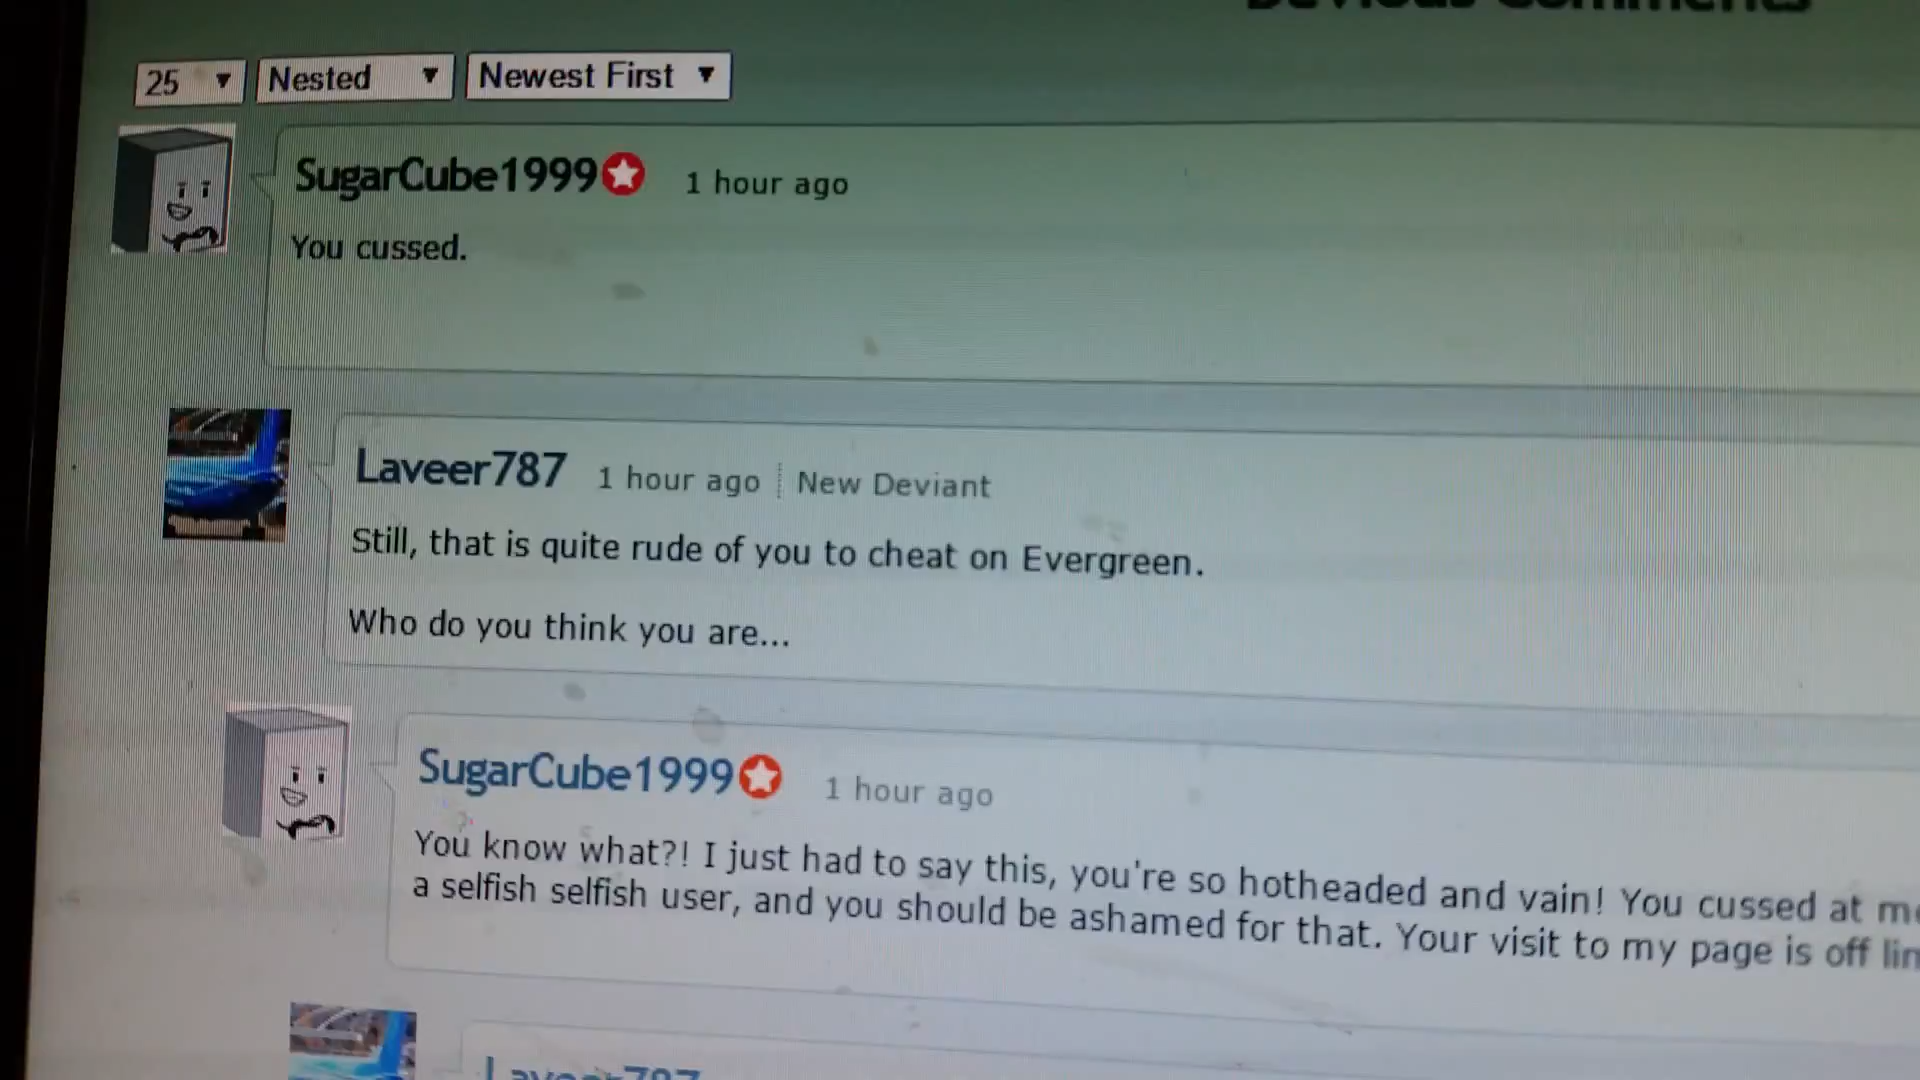 Devious Comments
25 Nested Newest First
SugarCube1999 1 hour ago
You cussed.
Laveer787 1 hour ago New Deviant
Still, that is quite rude of you to cheat on Evergreen.
Who do you think you are...
SugarCube1999 1 hour ago
You know what?! I just had to say this, you're so hotheaded and vain! You cussed at
a selfish selfish user, and you should be ashamed for that. Your visit to my page is off
Laveer787